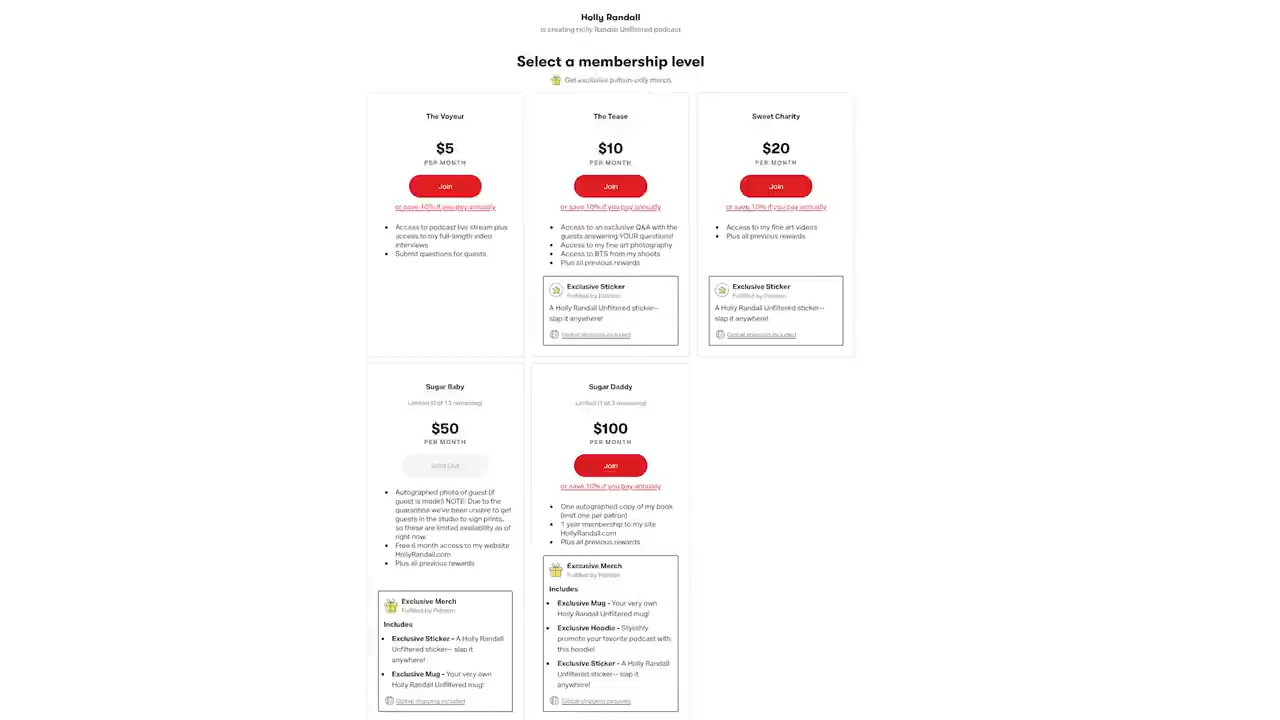 Holly Randall
is creating Holly Randall Unfiltered podcast
Select a membership level
Get exclusive patron-only merch
The Voyeur
$5
PER MONTH
Join
or save 10% if you pay annually
Access to podcast live stream plus
access to my full-length video
interviews
Submit questions for guests
The Tease
$10
PER MONTH
Join
or save 10% if you pay annually
Access to an exclusive Q&A with the
guests answering YOUR questions!
Access to my fine art photography
Access to BTS from my shoots
Plus all previous rewards
Exclusive Sticker
Fulfilled by Patreon
A Holly Randall Unfiltered sticker--
slap it anywhere!
Global shipping included
Sweet Charity
$20
PER MONTH
Join
or save 10% if you pay annually
Access to my fine art videos
Plus all previous rewards
Exclusive Sticker
Fulfilled by Patreon
A Holly Randall Unfiltered sticker--
slap it anywhere!
Global shipping included
Sugar Baby
Limited (0 of 13 remaining)
$50
PER MONTH
Sold Out
Autographed photo of guest (if
guest is model) NOTE: Due to the
quarantine we've been unable to get
guests in the studio to sign prints,
so these are limited availability as of
right now.
Free 6 month access to my website
HollyRandall.com
Plus all previous rewards
Exclusive Merch
Fulfilled by Patreon
Includes
Exclusive Sticker - A Holly Randall
Unfiltered sticker-- slap it
anywhere!
Exclusive Mug - Your very own
Holly Randall Unfiltered mug!
Global shipping included
Sugar Daddy
Limited (1 of 3 remaining)
$100
PER MONTH
Join
or save 10% if you pay annually
One autographed copy of my book
(limit one per patron)
1 year membership to my site
HollyRandall.com
Plus all previous rewards
Exclusive Merch
Fulfilled by Patreon
Includes
Exclusive Mug - Your very own
Holly Randall Unfiltered mug!
Exclusive Hoodie - Stylishly
promote your favorite podcast with
this hoodie!
Exclusive Sticker - A Holly Randall
Unfiltered sticker-- slap it
anywhere!
Global shipping included